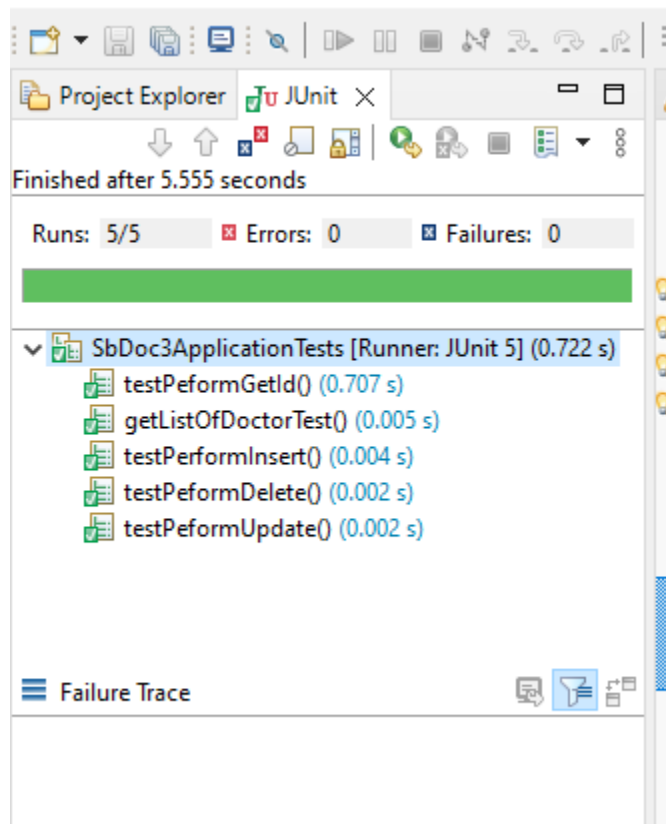 Project Explorer JUnit
Finished after 5.555 seconds
Runs: 5/5 Errors: 0 Failures: 0
SbDoc3ApplicationTests [Runner: JUnit 5] (0.722 s)
testPeformGetId() (0.707 s)
getListOfDoctorTest() (0.005 s)
testPerformInsert() (0.004 s)
testPeformDelete() (0.002 s)
testPeformUpdate() (0.002 s)
Failure Trace